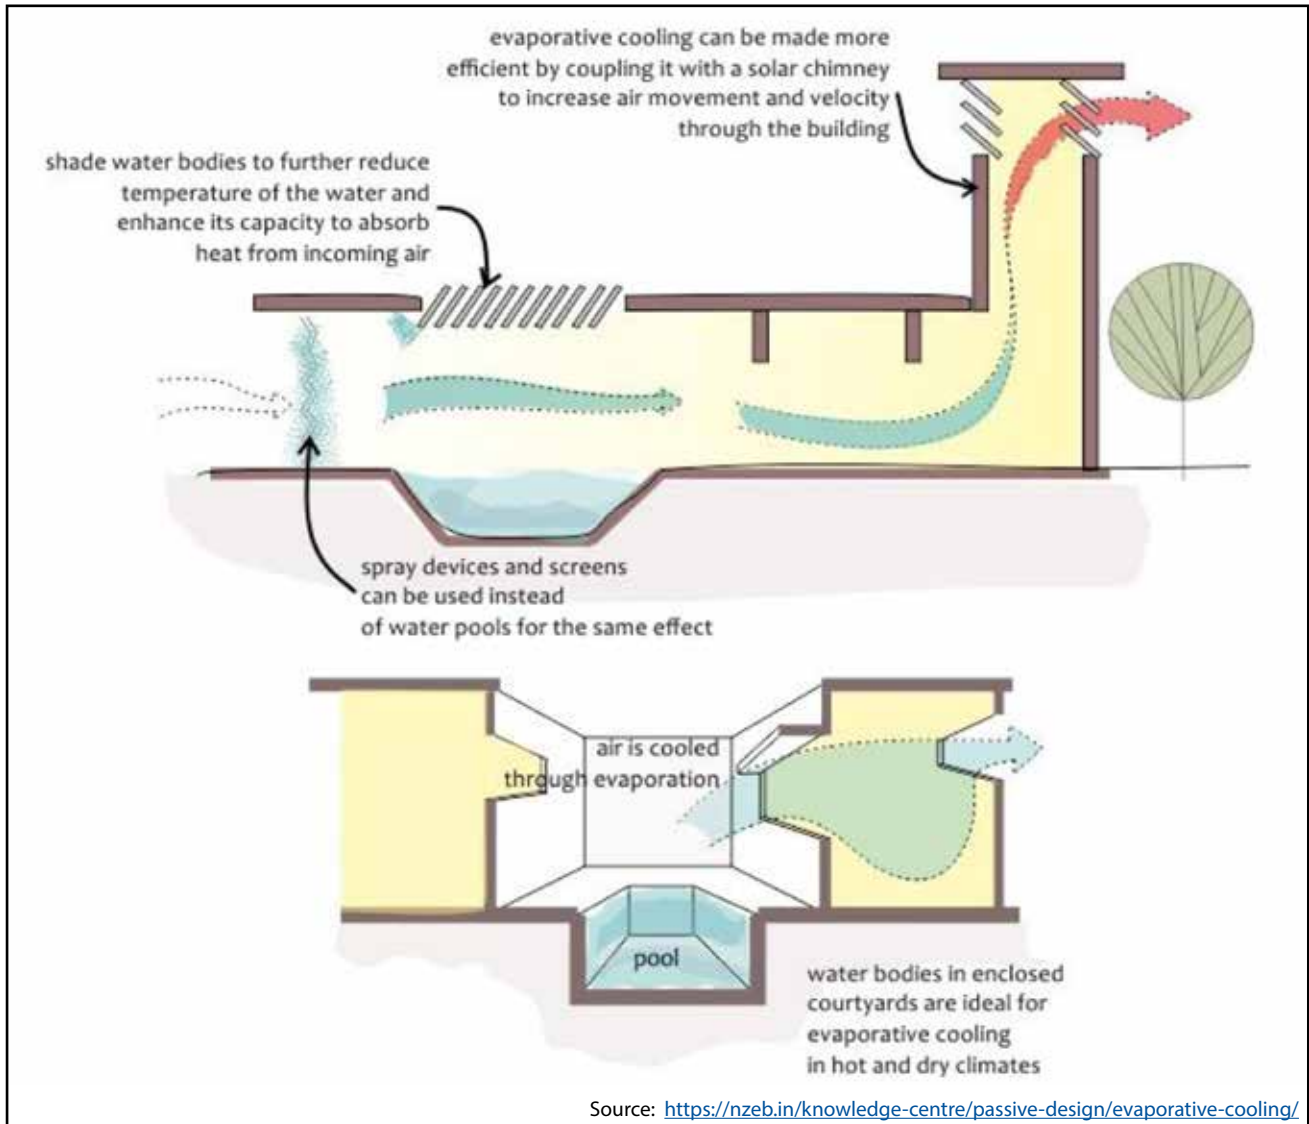 evaporative cooling can be made more
efficient by coupling it with a solar chimney
to increase air movement and velocity
through the building
shade water bodies to further reduce
temperature of the water and
enhance its capacity to absorb
heat from incoming air
spray devices and screens
can be used instead
of water pools for the same effect
air is cooled
through evaporation
pool
water bodies in enclosed
courtyards are ideal for
evaporative cooling
in hot and dry climates
Source: https://nzeb.in/knowledge-centre/passive-design/evaporative-cooling/